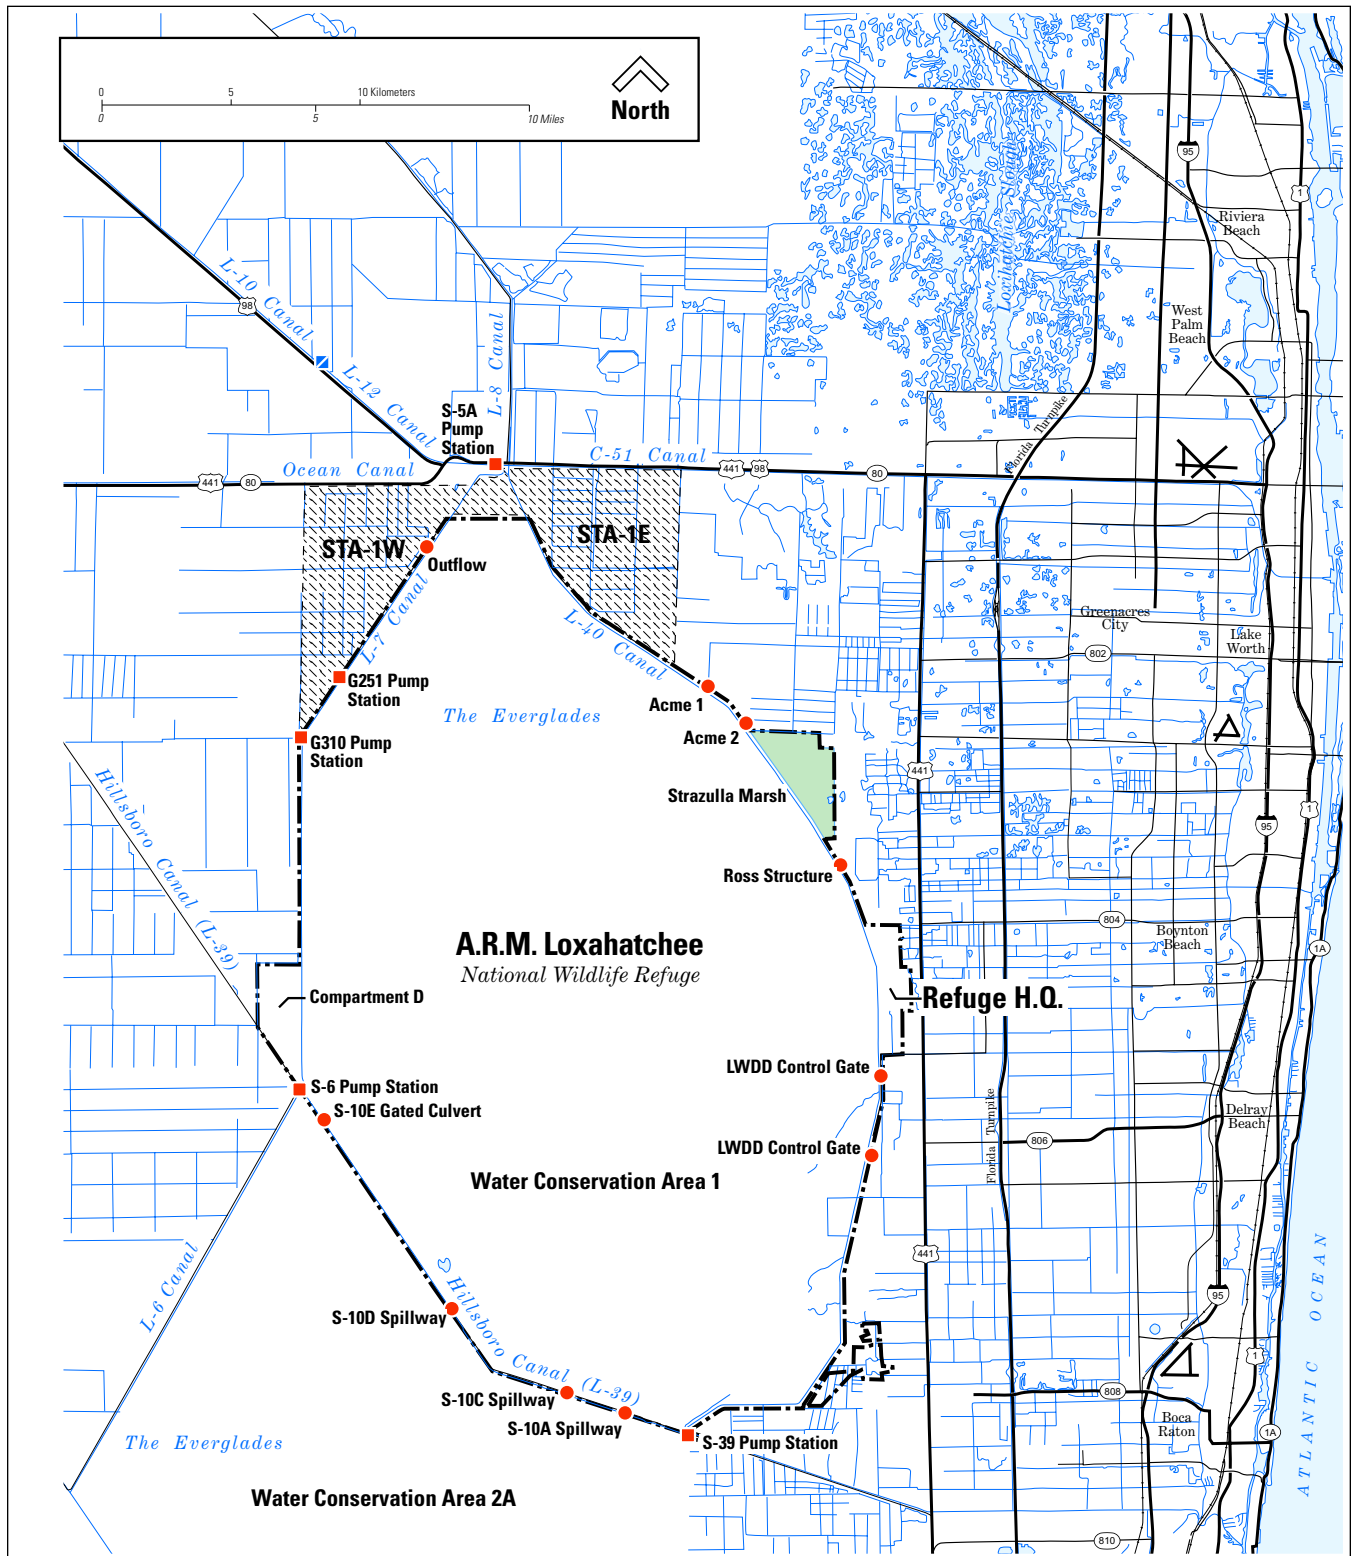 0 5 10 Kilometers
0 5 10 Miles
North
95
1
Riviera
Beach
Loxahatchee Slough
L-10 Canal
98
West
Palm
Beach
L-12 Canal
L-8 Canal
S-5A
Pump
Station
Florida Turnpike
Ocean Canal
C-51 Canal
441
80
441
98
80
STA-1W
STA-1E
Outflow
L-7 Canal
L-40 Canal
Greenacres
City
Lake
Worth
802
G251 Pump
Station
Acme 1
The Everglades
Acme 2
G310 Pump
Station
441
Hillsboro Canal (L-39)
Strazulla Marsh
1
95
Ross Structure
804
Boynton
Beach
1A
A.R.M. Loxahatchee
National Wildlife Refuge
Compartment D
Refuge H.Q.
LWDD Control Gate
S-6 Pump Station
S-10E Gated Culvert
Delray
Beach
Florida Turnpike
806
LWDD Control Gate
Water Conservation Area 1
441
L-6 Canal
95
S-10D Spillway
Hillsboro Canal (L-39)
1
ATLANTIC OCEAN
808
S-10C Spillway
S-10A Spillway
Boca
Raton
1A
S-39 Pump Station
The Everglades
Water Conservation Area 2A
810